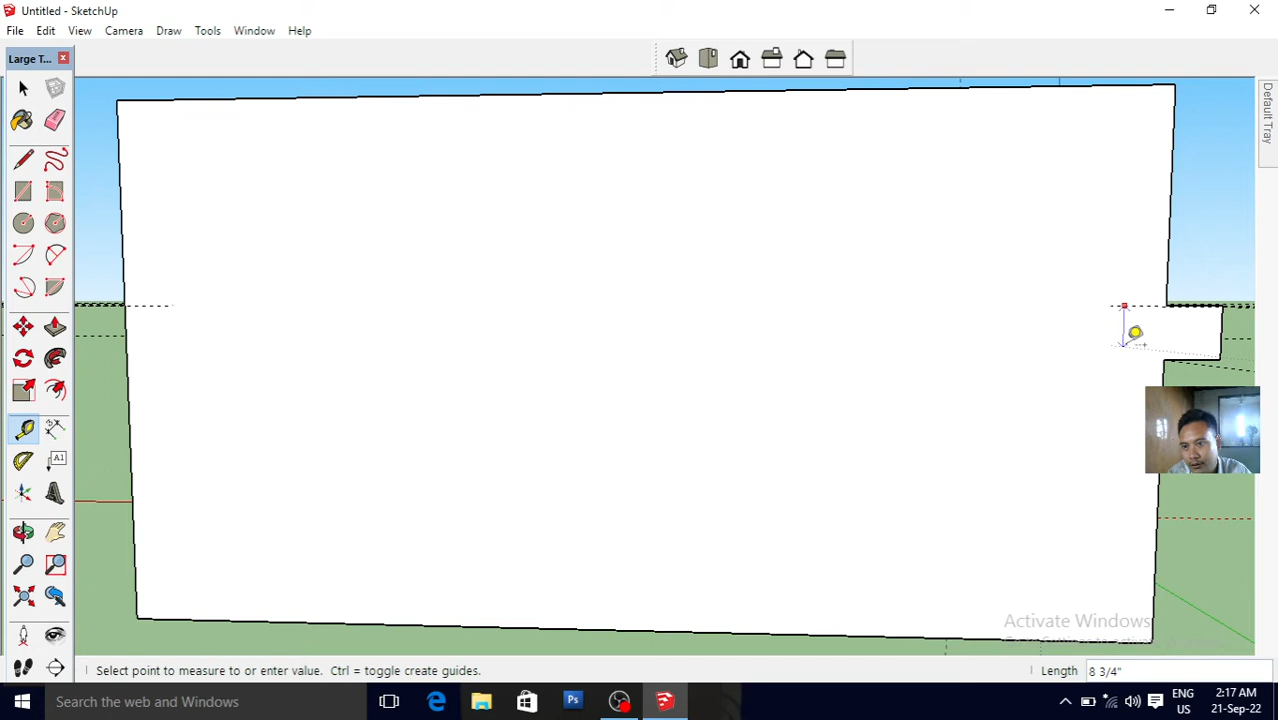 Untitled - SketchUp
File Edit View Camera Draw Tools Window Help
Large T...
Default Tray
A1
Activate Windows
Select point to measure to or enter value. Ctrl = toggle create guides.
Length 8 3/4"
Search the web and Windows
Ps
ENG
US
2:17 AM
21-Sep-22